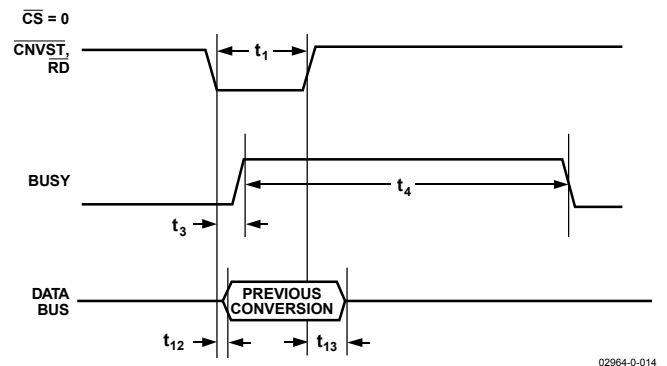 CS = 0
CNVST,
RD
t1
BUSY
t4
t3
DATA
BUS
PREVIOUS
CONVERSION
t12
t13
02964-0-014